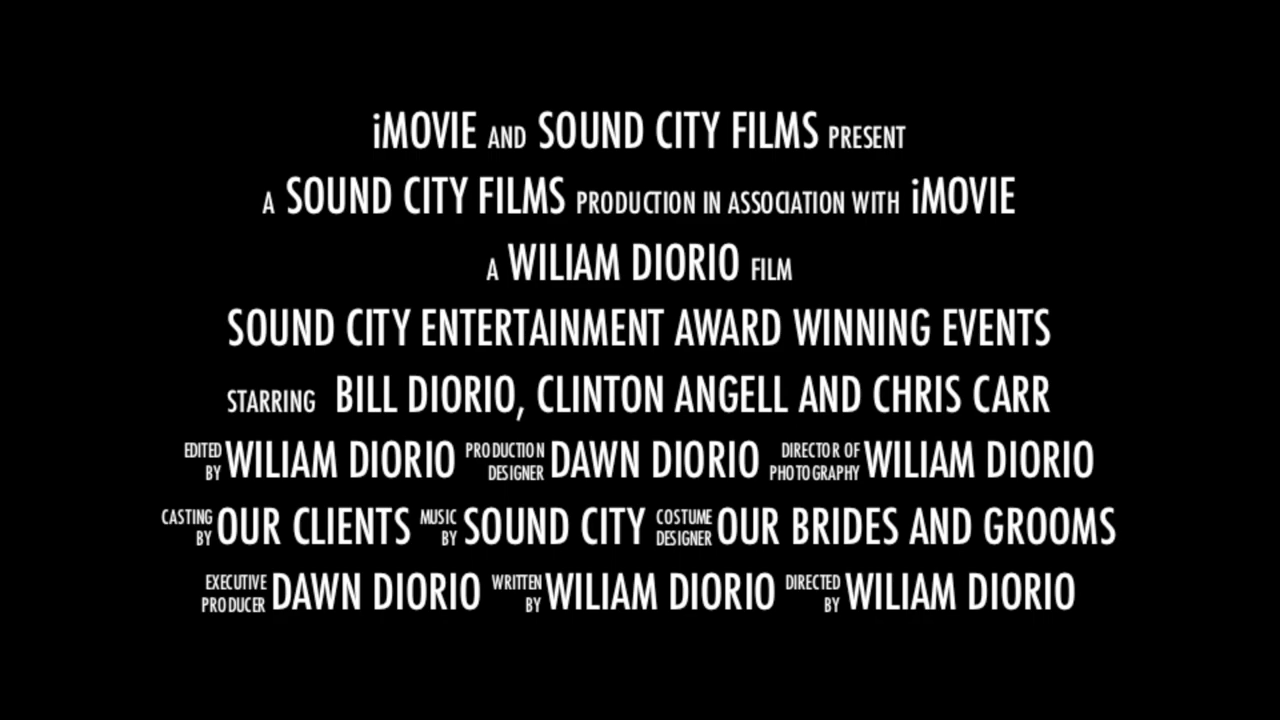 iMOVIE AND SOUND CITY FILMS PRESENT
A SOUND CITY FILMS PRODUCTION IN ASSOCIATION WITH iMOVIE
A WILIAM DIORIO FILM
SOUND CITY ENTERTAINMENT AWARD WINNING EVENTS
STARRING BILL DIORIO, CLINTON ANGELL AND CHRIS CARR
EDITED BY WILIAM DIORIO PRODUCTION DESIGNER DAWN DIORIO DIRECTOR OF PHOTOGRAPHY WILIAM DIORIO
CASTING BY OUR CLIENTS MUSIC BY SOUND CITY COSTUME DESIGNER OUR BRIDES AND GROOMS
EXECUTIVE PRODUCER DAWN DIORIO WRITTEN BY WILIAM DIORIO DIRECTED BY WILIAM DIORIO